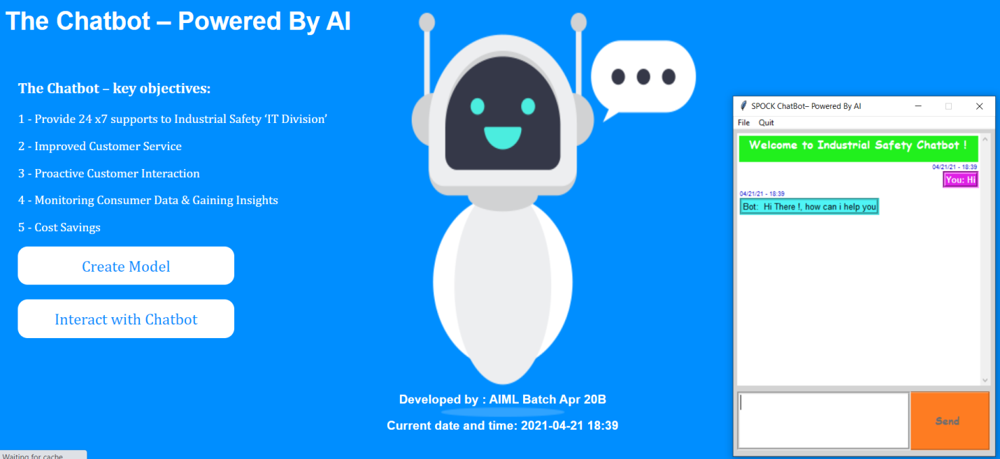 The Chatbot – Powered By AI
The Chatbot – key objectives:
1 - Provide 24 x7 supports to Industrial Safety ‘IT Division’
2 - Improved Customer Service
3 - Proactive Customer Interaction
4 - Monitoring Consumer Data & Gaining Insights
5 - Cost Savings
Create Model
Interact with Chatbot
Developed by : AIML Batch Apr 20B
Current date and time: 2021-04-21 18:39
SPOCK ChatBot– Powered By AI
File Quit
Welcome to Industrial Safety Chatbot !
04/21/21 - 18:39
You: Hi
04/21/21 - 18:39
Bot: Hi There !, how can i help you
Send
Waiting for cache